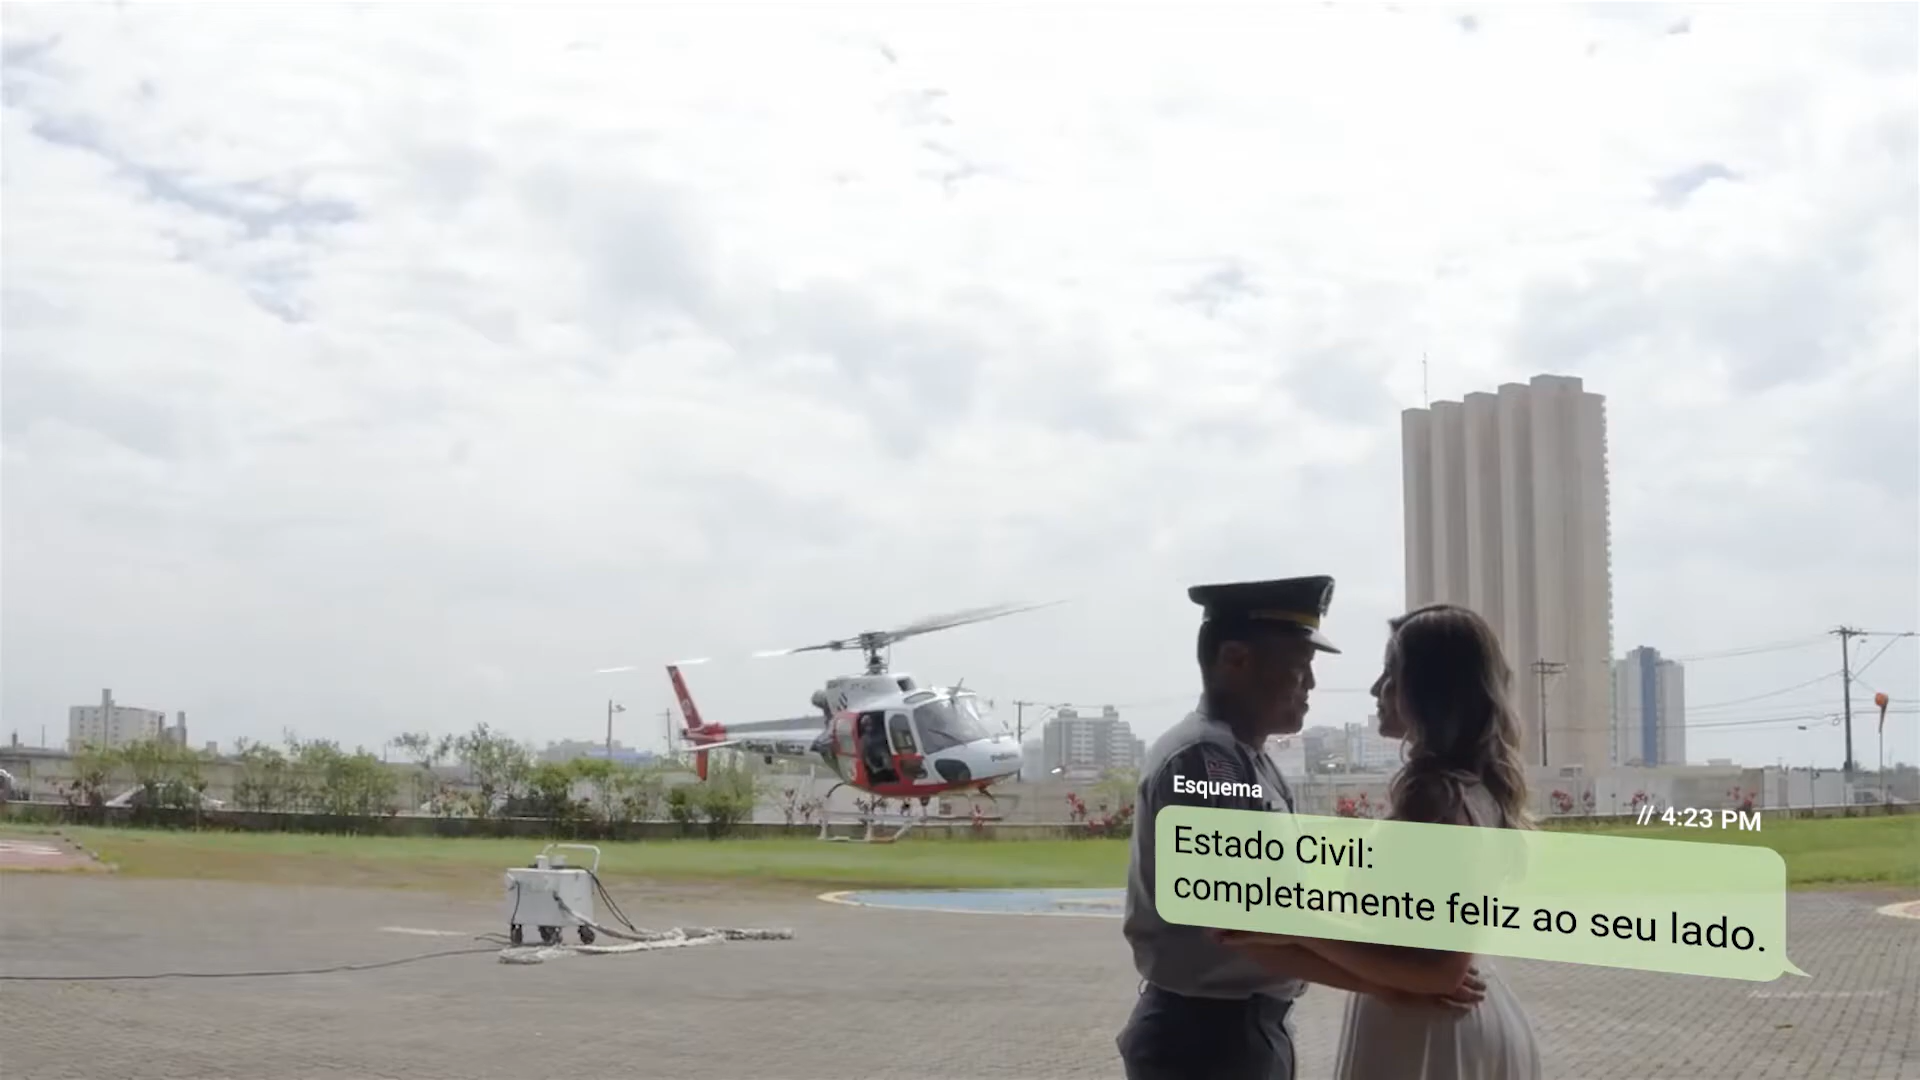 Esquema
// 4:23 PM
Estado Civil:
completamente feliz ao seu lado.